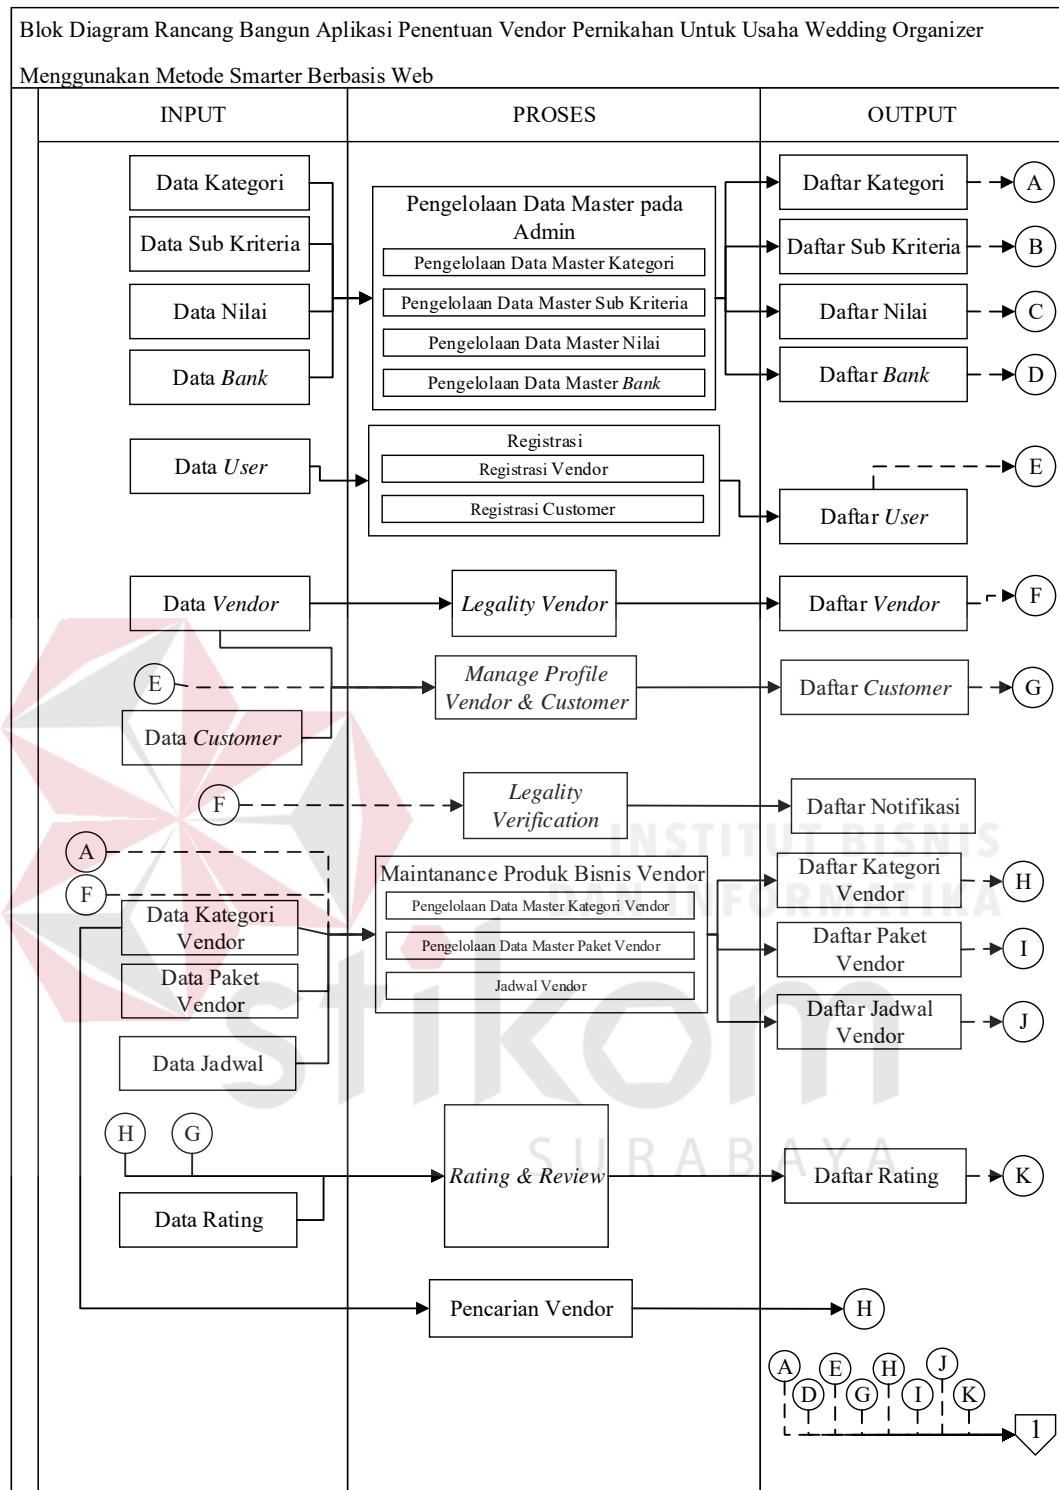 Blok Diagram Rancang Bangun Aplikasi Penentuan Vendor Pernikahan Untuk Usaha Wedding Organizer
Menggunakan Metode Smarter Berbasis Web
INPUT
PROSES
OUTPUT
Data Kategori
Data Sub Kriteria
Data Nilai
Data Bank
Pengelolaan Data Master pada
Admin
Pengelolaan Data Master Kategori
Pengelolaan Data Master Sub Kriteria
Pengelolaan Data Master Nilai
Pengelolaan Data Master Bank
Daftar Kategori
A
Daftar Sub Kriteria
B
Daftar Nilai
C
Daftar Bank
D
Data User
Registrasi
Registrasi Vendor
Registrasi Customer
Daftar User
E
Data Vendor
Legality Vendor
Daftar Vendor
F
E
Data Customer
Manage Profile
Vendor & Customer
Daftar Customer
G
F
Legality
Verification
Daftar Notifikasi
A
F
Data Kategori
Vendor
Data Paket
Vendor
Data Jadwal
Maintanance Produk Bisnis Vendor
Pengelolaan Data Master Kategori Vendor
Pengelolaan Data Master Paket Vendor
Jadwal Vendor
Daftar Kategori
Vendor
H
Daftar Paket
Vendor
I
Daftar Jadwal
Vendor
J
H
G
Data Rating
Rating & Review
Daftar Rating
K
Pencarian Vendor
H
A
D
E
G
H
I
J
K
1
INSTITUT BISNIS
DAN INFORMATIKA
stikom
SURABAYA